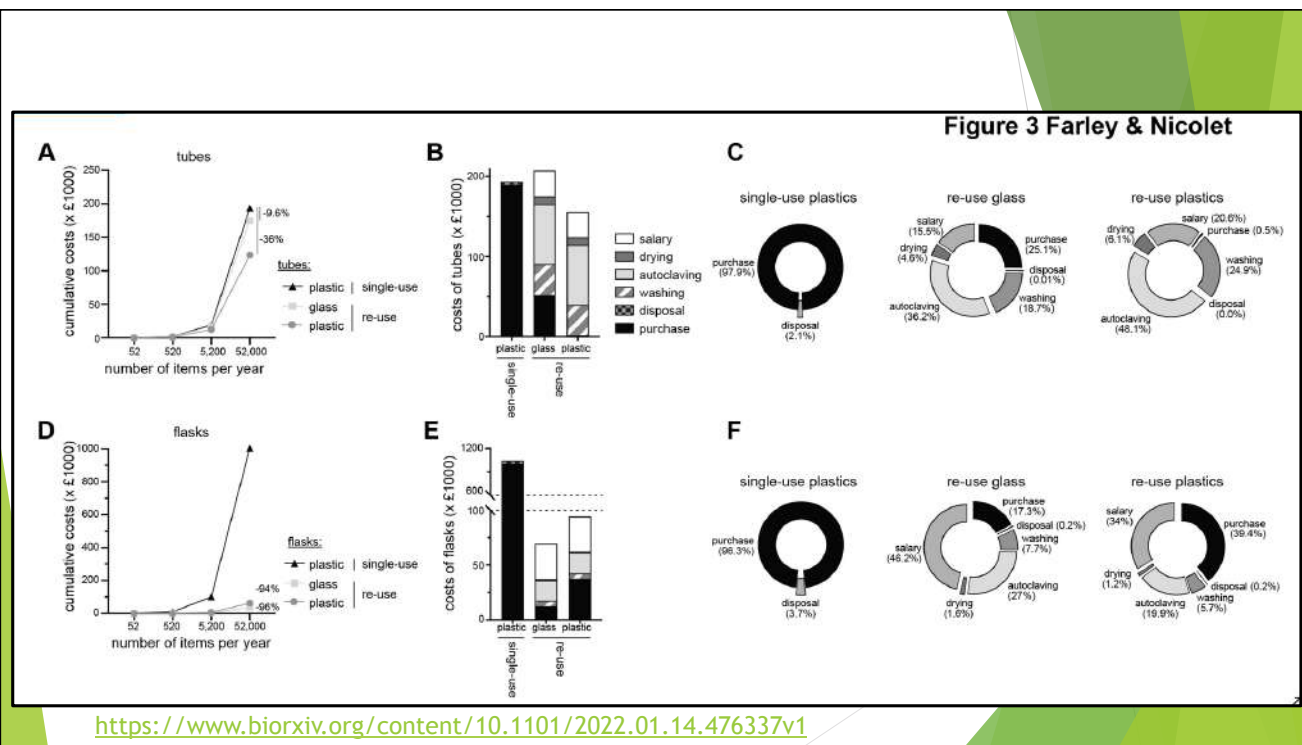 Figure 3 Farley & Nicolet
A
tubes
cumulative costs (x £1000)
250
200
150
100
50
0
-9.6%
-36%
tubes:
plastic
single-use
glass
plastic
re-use
52
520
5,200
52,000
number of items per year
B
costs of tubes (x £1000)
200
100
0
plastic
glass
plastic
single-use
re-use
salary
drying
autoclaving
washing
disposal
purchase
C
single-use plastics
purchase
(97.9%)
disposal
(2.1%)
re-use glass
salary
(15.5%)
drying
(4.6%)
autoclaving
(36.2%)
purchase
(25.1%)
disposal
(0.01%)
washing
(18.7%)
re-use plastics
salary (20.6%)
purchase (0.5%)
drying
(6.1%)
washing
(24.9%)
disposal
(0.0%)
autoclaving
(48.1%)
D
flasks
cumulative costs (x £1000)
1000
800
600
400
200
0
flasks:
plastic
single-use
glass
plastic
re-use
-94%
-96%
52
520
5,200
52,000
number of items per year
E
costs of flasks (x £1000)
1200
600
100
50
0
plastic
glass
plastic
single-use
re-use
F
single-use plastics
purchase
(98.3%)
disposal
(3.7%)
re-use glass
purchase
(17.3%)
disposal (0.2%)
washing
(7.7%)
salary
(46.2%)
autoclaving
(27%)
drying
(1.6%)
re-use plastics
salary
(34%)
purchase
(39.4%)
drying
(1.2%)
disposal (0.2%)
washing
(5.7%)
autoclaving
(19.9%)
https://www.biorxiv.org/content/10.1101/2022.01.14.476337v1